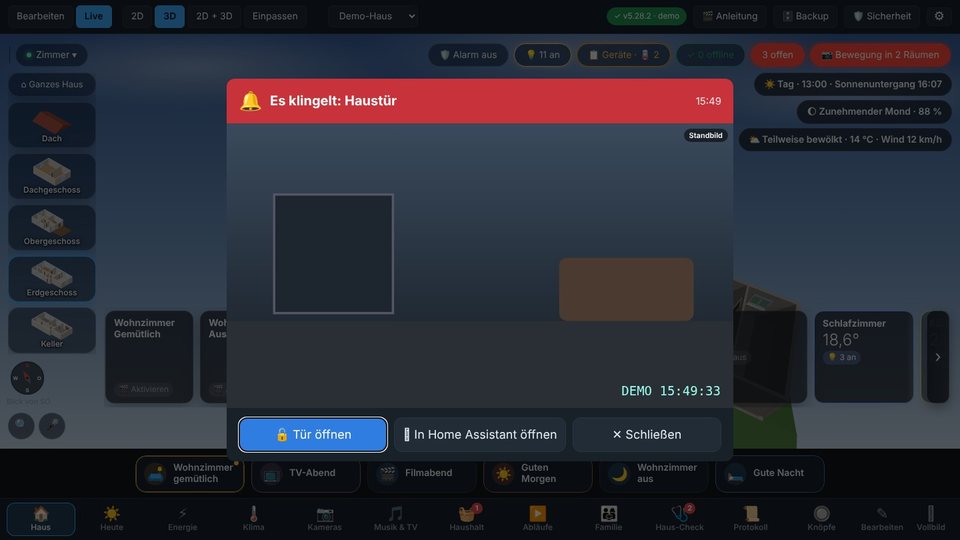 Bearbeiten Live 2D 3D 2D + 3D Einpassen Demo-Haus ✓ v5.28.2 · demo Anleitung Backup Sicherheit
Zimmer ▾ Alarm aus 11 an Geräte · 2 ✓ 0 offline 3 offen Bewegung in 2 Räumen
⌂ Ganzes Haus
Tag · 13:00 · Sonnenuntergang 16:07
Zunehmender Mond · 88 %
Teilweise bewölkt · 14 °C · Wind 12 km/h
Dach
Dachgeschoss
Obergeschoss
Erdgeschoss
Keller
Es klingelt: Haustür 15:49
Standbild
DEMO 15:49:33
Tür öffnen In Home Assistant öffnen ✕ Schließen
Wohnzimmer
Gemütlich
Aktivieren
Schlafzimmer
18,6°
3 an
Wohnzimmer
gemütlich
TV-Abend
Filmabend
Guten
Morgen
Wohnzimmer
aus
Gute Nacht
Haus Heute Energie Klima Kameras Musik & TV Haushalt 1 Abläufe Familie Haus-Check 2 Protokoll Knöpfe Bearbeiten Vollbild